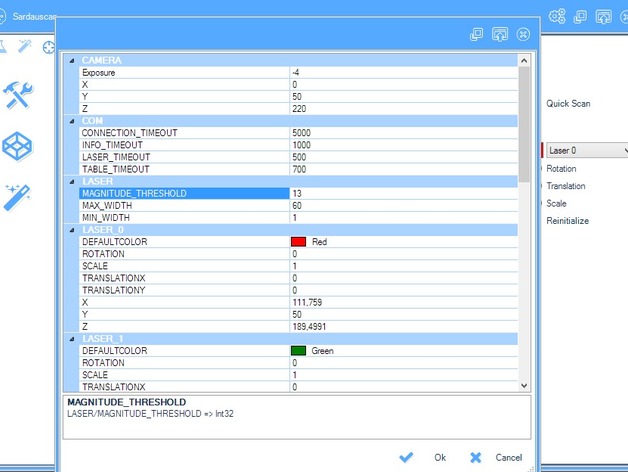 Sardauscan
CAMERA
Exposure -4
X 0
Y 50
Z 220
COM
CONNECTION_TIMEOUT 5000
INFO_TIMEOUT 1000
LASER_TIMEOUT 500
TABLE_TIMEOUT 700
LASER
MAGNITUDE_THRESHOLD 13
MAX_WIDTH 60
MIN_WIDTH 1
LASER_0
DEFAULTCOLOR Red
ROTATION 0
SCALE 1
TRANSLATIONX 0
TRANSLATIONY 0
X 111,759
Y 50
Z 189,4991
LASER_1
DEFAULTCOLOR Green
ROTATION 0
SCALE 1
TRANSLATIONX 0
MAGNITUDE_THRESHOLD
LASER/MAGNITUDE_THRESHOLD => Int32
Ok Cancel
Quick Scan
Laser 0
Rotation
Translation
Scale
Reinitialize